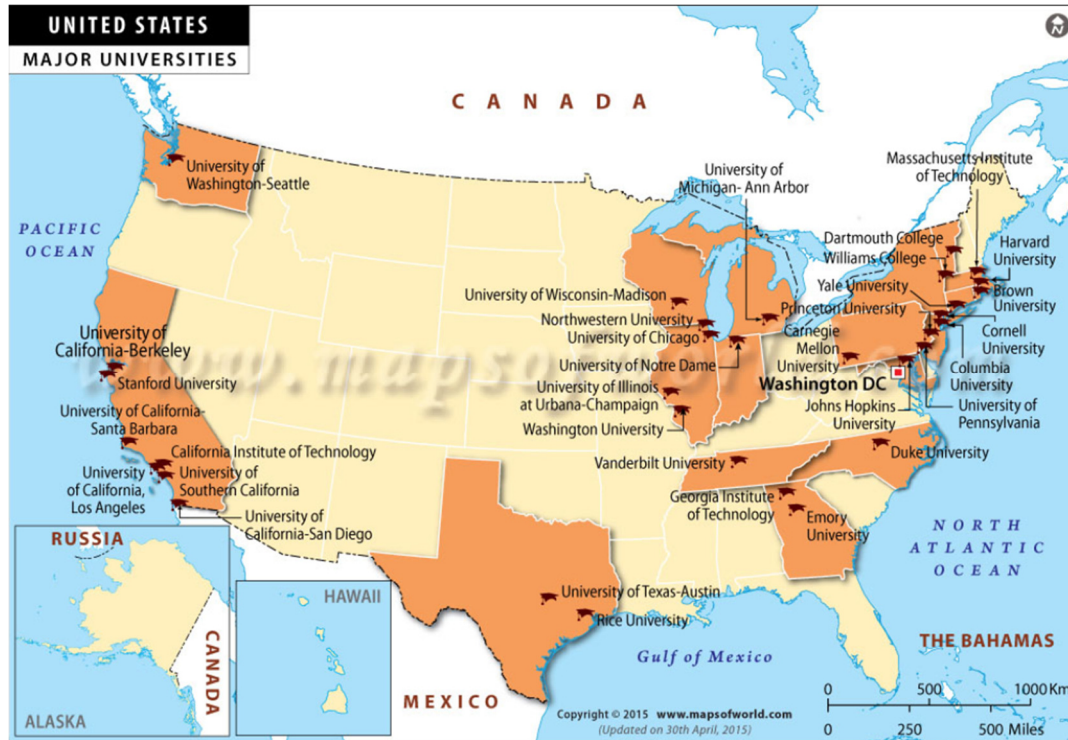 UNITED STATES
MAJOR UNIVERSITIES
N
CANADA
University of
Washington-Seattle
PACIFIC
OCEAN
University of
Michigan- Ann Arbor
Massachusetts Institute
of Technology
Dartmouth College
Williams College
Harvard
University
Yale University
Brown
University
University of Wisconsin-Madison
Princeton University
Northwestern University
University of Chicago
Carnegie
Mellon
University
Cornell
University
University of
California-Berkeley
Stanford University
University of Notre Dame
www.mapsofworld.com
Washington DC
Columbia
University
University of Illinois
at Urbana-Champaign
Johns Hopkins
University
University of
Pennsylvania
University of California-
Santa Barbara
Washington University
Duke University
California Institute of Technology
Vanderbilt University
University
of California,
Los Angeles
University of
Southern California
Georgia Institute
of Technology
Emory
University
University of
California-San Diego
NORTH
ATLANTIC
OCEAN
RUSSIA
HAWAII
University of Texas-Austin
Rice University
CANADA
Gulf of Mexico
THE BAHAMAS
MEXICO
ALASKA
0 500 1000 Km
0 250 500 Miles
Copyright © 2015 www.mapsofworld.com
(Updated on 30th April, 2015)